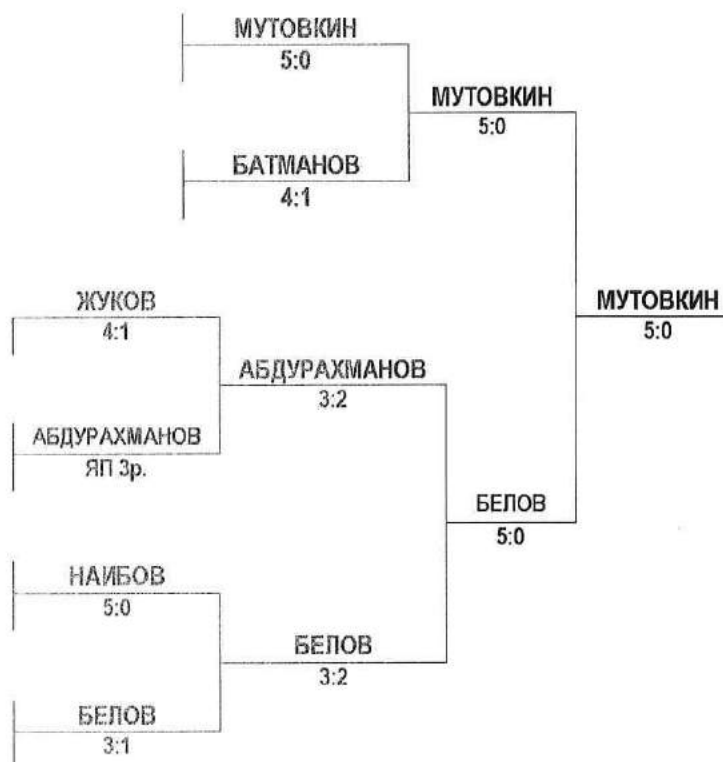 МУТОВКИН
5:0
МУТОВКИН
5:0
БАТМАНОВ
4:1
ЖУКОВ
4:1
МУТОВКИН
5:0
АБДУРАХМАНОВ
3:2
АБДУРАХМАНОВ
ЯП 3р.
БЕЛОВ
5:0
НАИБОВ
5:0
БЕЛОВ
3:2
БЕЛОВ
3:1